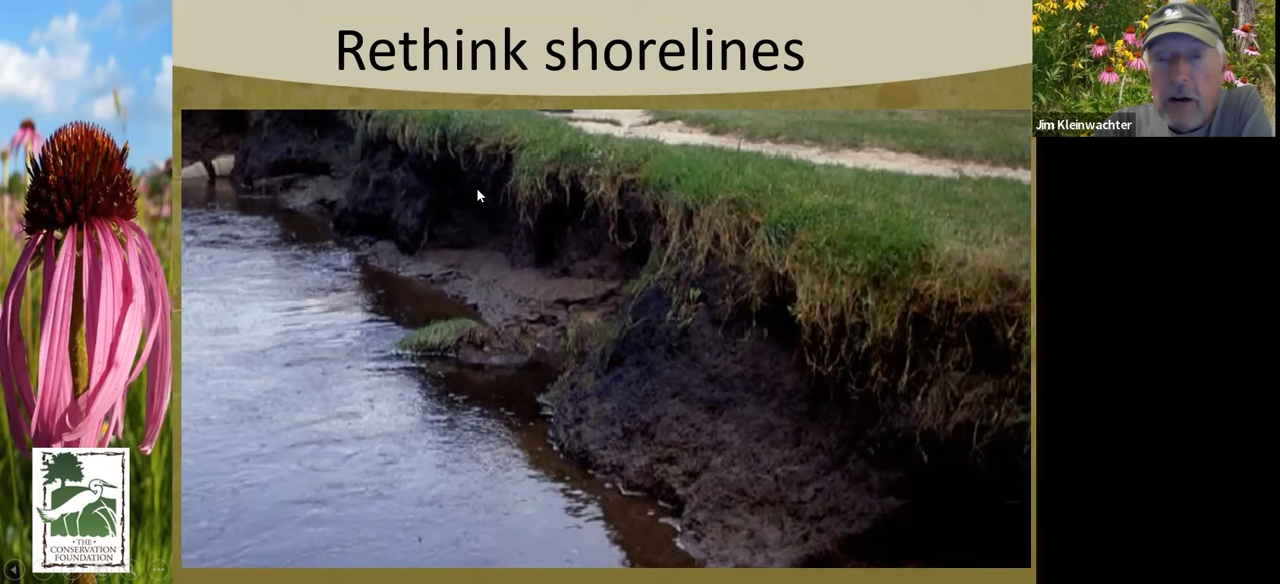 Rethink shorelines
Jim Kleinwachter
• THE •
CONSERVATION
FOUNDATION